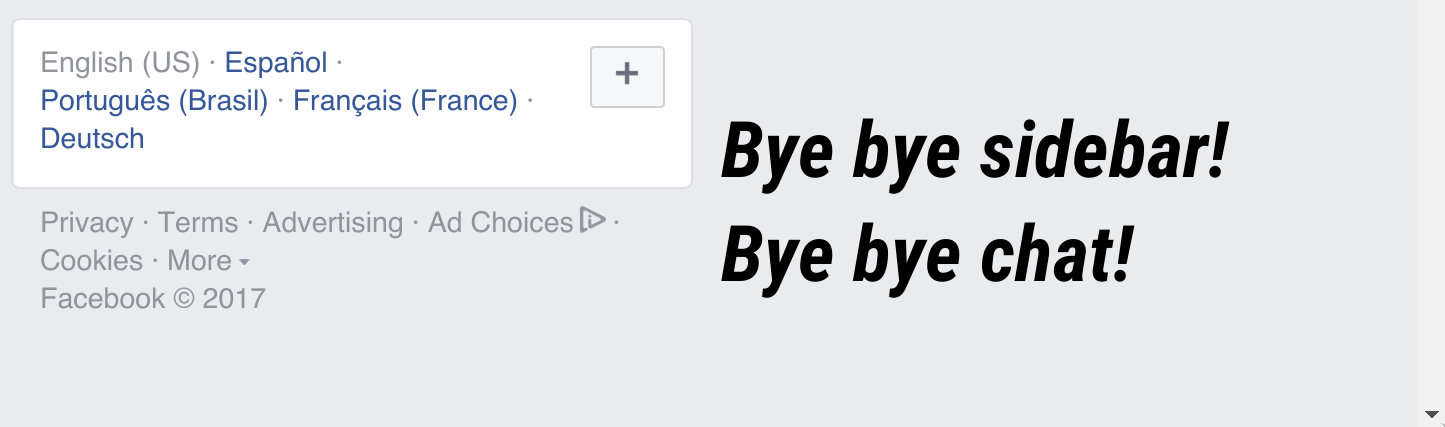 English (US) · Español ·
Português (Brasil) · Français (France) ·
Deutsch
+
Privacy · Terms · Advertising · Ad Choices ·
Cookies · More
Facebook © 2017
Bye bye sidebar!
Bye bye chat!